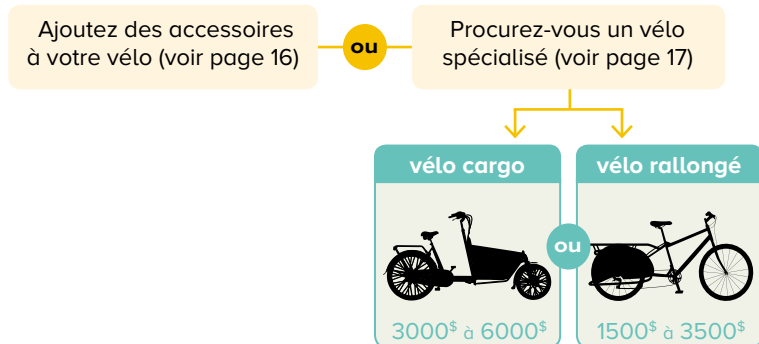 Ajoutez des accessoires
à votre vélo (voir page 16)
ou
Procurez-vous un vélo
spécialisé (voir page 17)
vélo cargo
3000$ à 6000$
ou
vélo rallongé
1500$ à 3500$